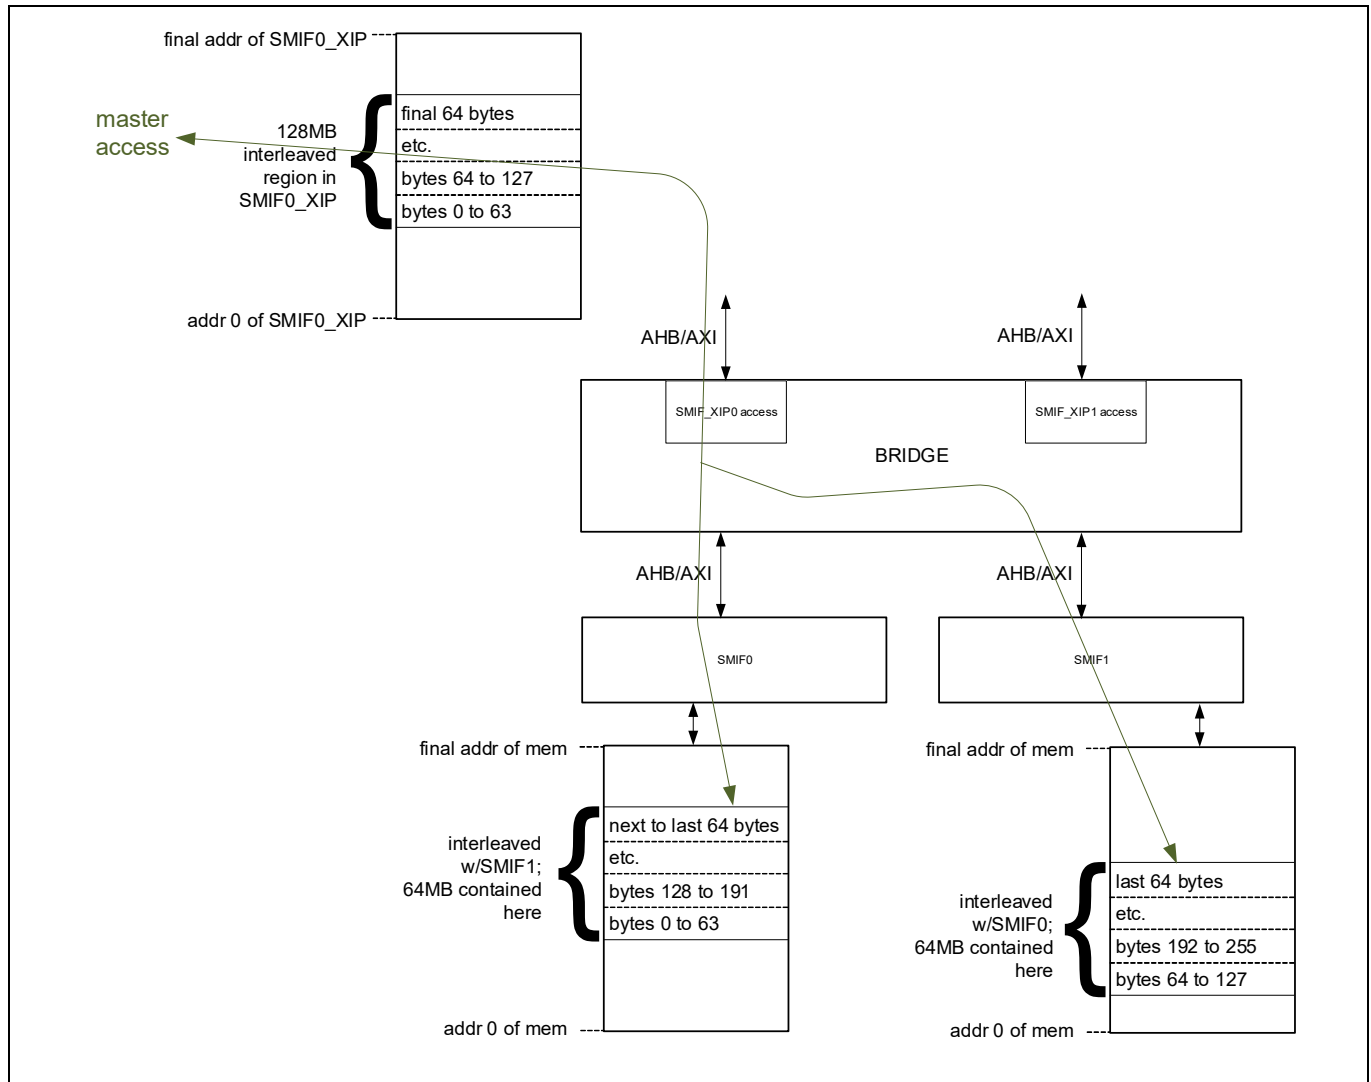 final addr of SMIF0_XIP
master
access
128MB
interleaved
region in
SMIF0_XIP
final 64 bytes
etc.
bytes 64 to 127
bytes 0 to 63
addr 0 of SMIF0_XIP
AHB/AXI
AHB/AXI
SMIF_XIP0 access
SMIF_XIP1 access
BRIDGE
AHB/AXI
AHB/AXI
SMIF0
SMIF1
final addr of mem
interleaved
w/SMIF1;
64MB contained
here
next to last 64 bytes
etc.
bytes 128 to 191
bytes 0 to 63
addr 0 of mem
final addr of mem
interleaved
w/SMIF0;
64MB contained
here
last 64 bytes
etc.
bytes 192 to 255
bytes 64 to 127
addr 0 of mem